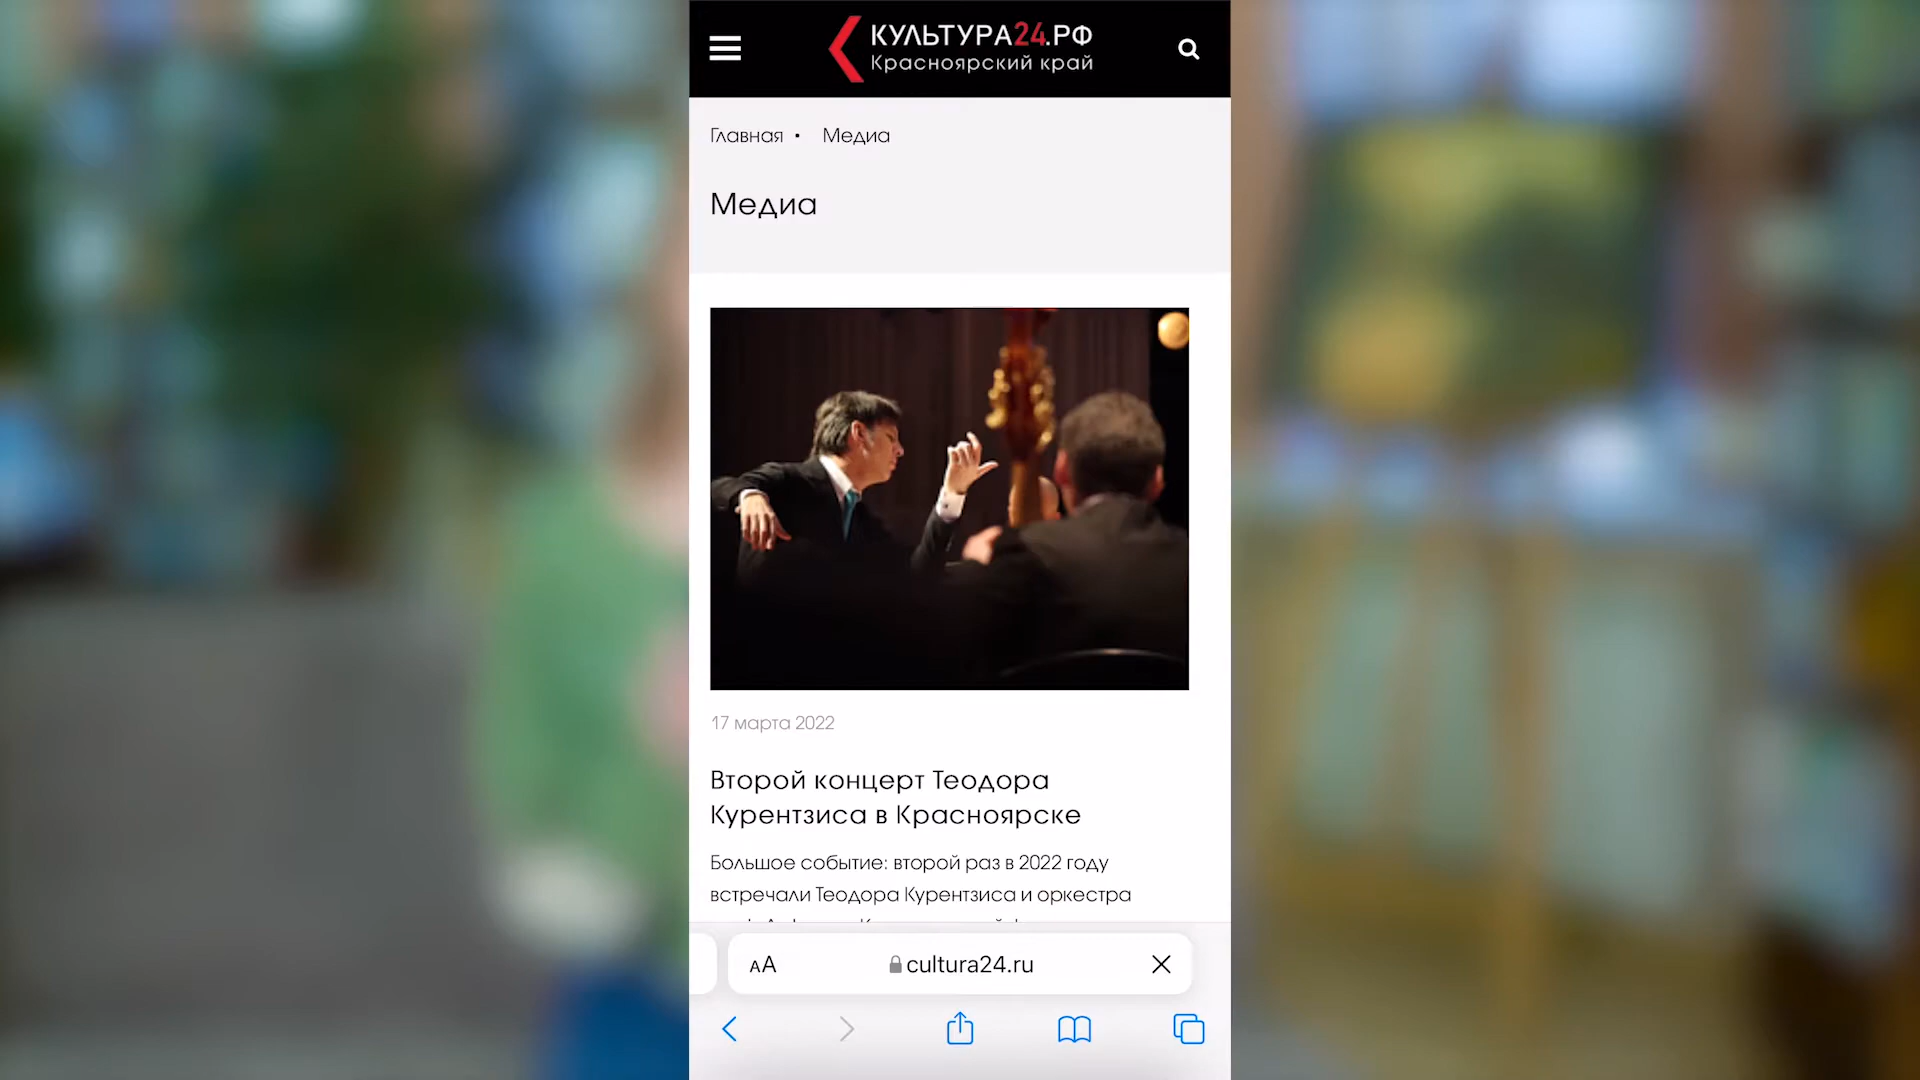 КУЛЬТУРА24.РФ
Красноярский край
Главная • Медиа
Медиа
17 марта 2022
Второй концерт Теодора
Курентзиса в Красноярске
Большое событие: второй раз в 2022 году
встречали Теодора Курентзиса и оркестра
AA cultura24.ru